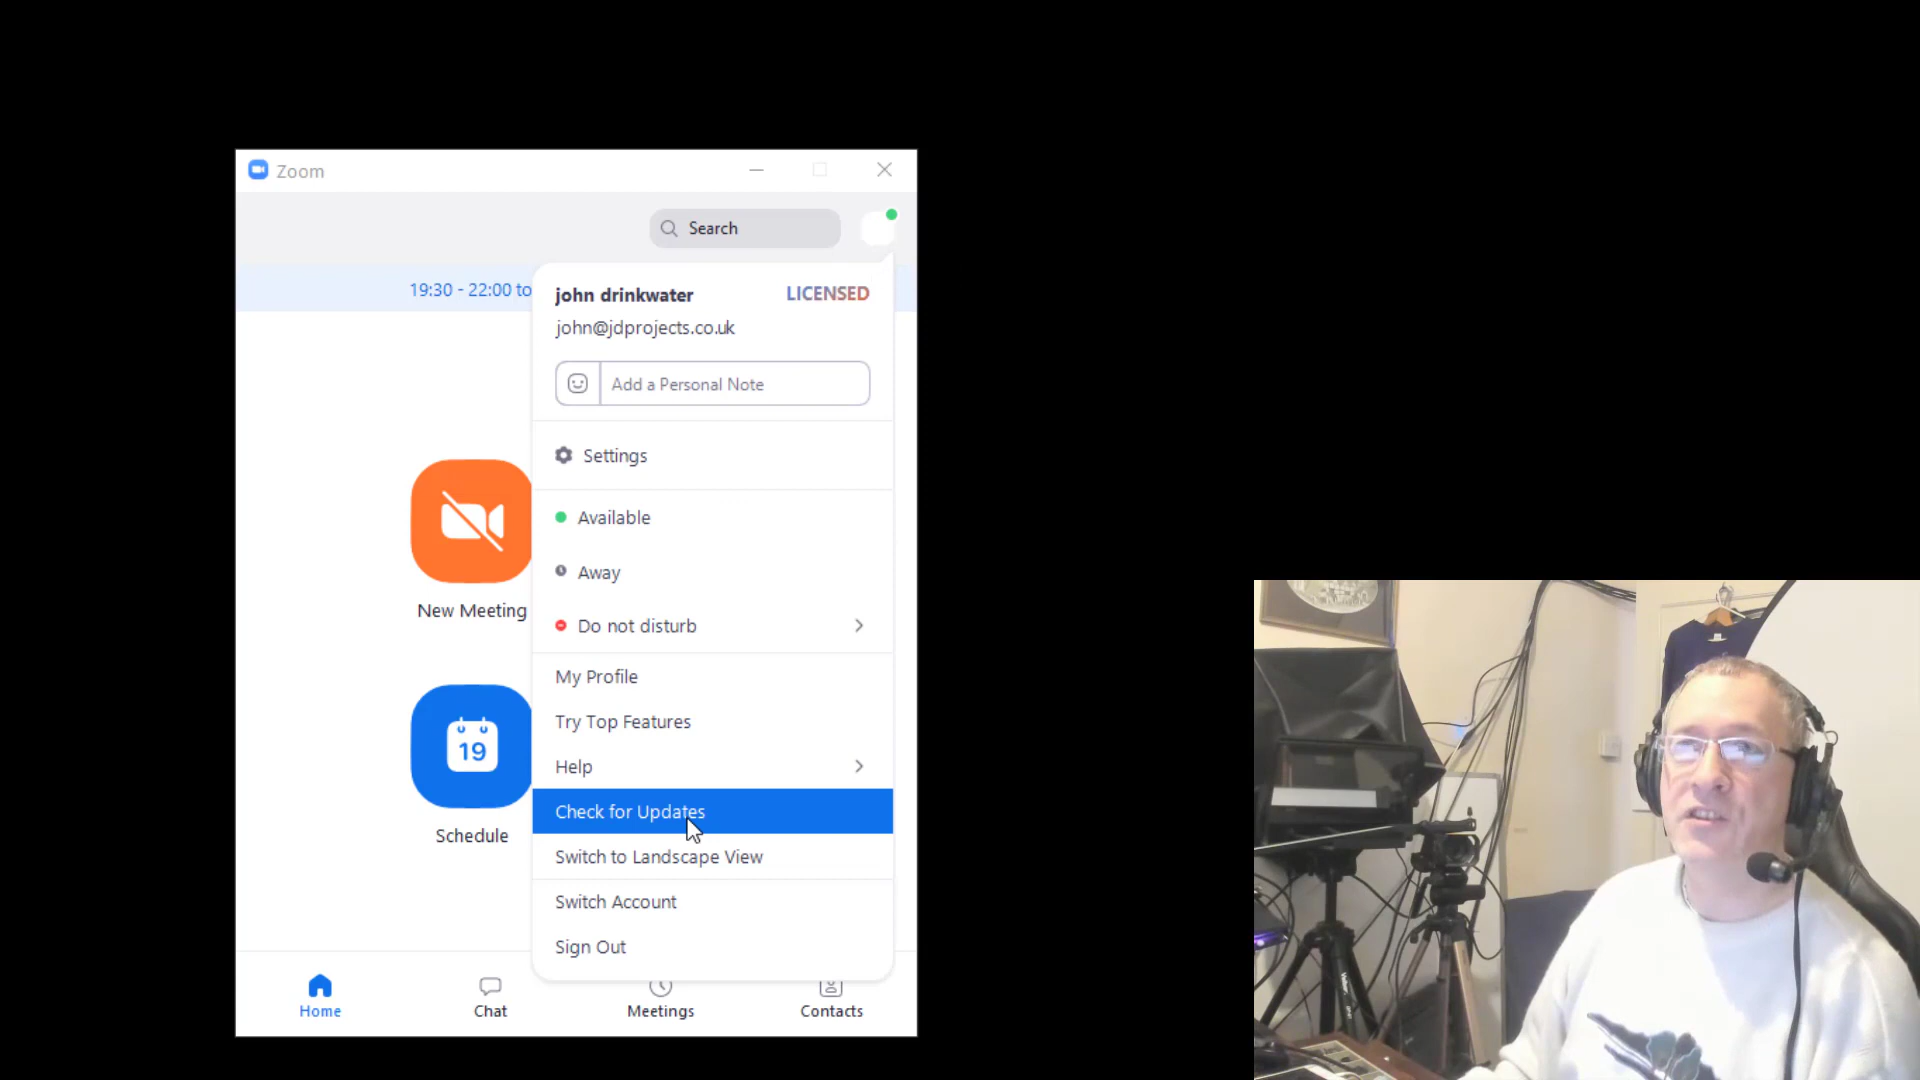 Zoom
Search
19:30 - 22:00 to
john drinkwater
LICENSED
john@jdprojects.co.uk
Add a Personal Note
Settings
Available
Away
Do not disturb
My Profile
Try Top Features
Help
Check for Updates
Switch to Landscape View
Switch Account
Sign Out
New Meeting
19
Schedule
Home
Chat
Meetings
Contacts